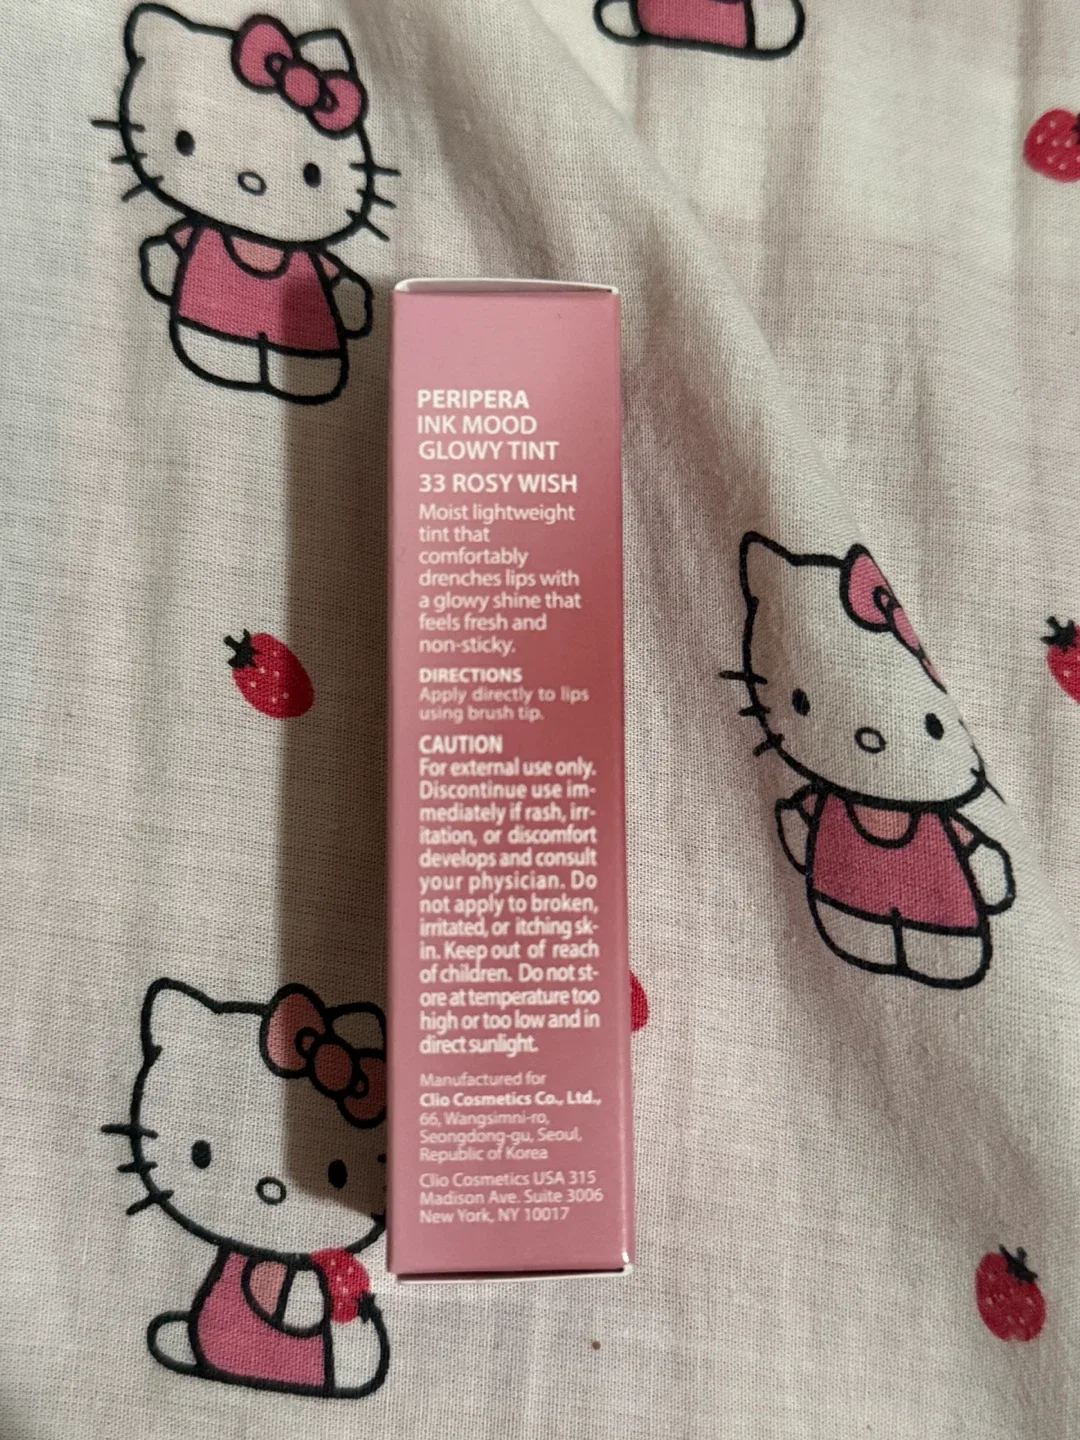 PERIPERA
INK MOOD
GLOWY TINT
33 ROSY WISH
Moist lightweight
tint that
comfortably
drenches lips with
a glowy shine that
feels fresh and
non-sticky.
DIRECTIONS
Apply directly to lips
using brush tip.
CAUTION
For external use only.
Discontinue use im-
mediately if rash, irr-
itation, or discomfort
develops and consult
your physician. Do
not apply to broken,
irritated, or itching sk-
in. Keep out of reach
of children. Do not st-
ore at temperature too
high or too low and in
direct sunlight.
Manufactured for
Clio Cosmetics Co., Ltd.,
66, Wangsimni-ro,
Seongdong-gu, Seoul,
Republic of Korea
Clio Cosmetics USA 315
Madison Ave. Suite 3006
New York, NY 10017